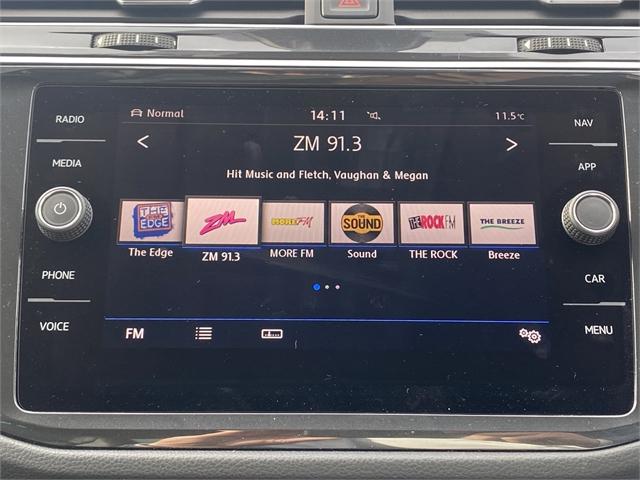 RADIO
MEDIA
PHONE
VOICE
Normal
14:11
11.5°C
< ZM 91.3 >
Hit Music and Fletch, Vaughan & Megan
THE EDGE
ZM
MORE FM
THE SOUND
THE ROCK FM
THE BREEZE
The Edge
ZM 91.3
MORE FM
Sound
THE ROCK
Breeze
FM
NAV
APP
CAR
MENU